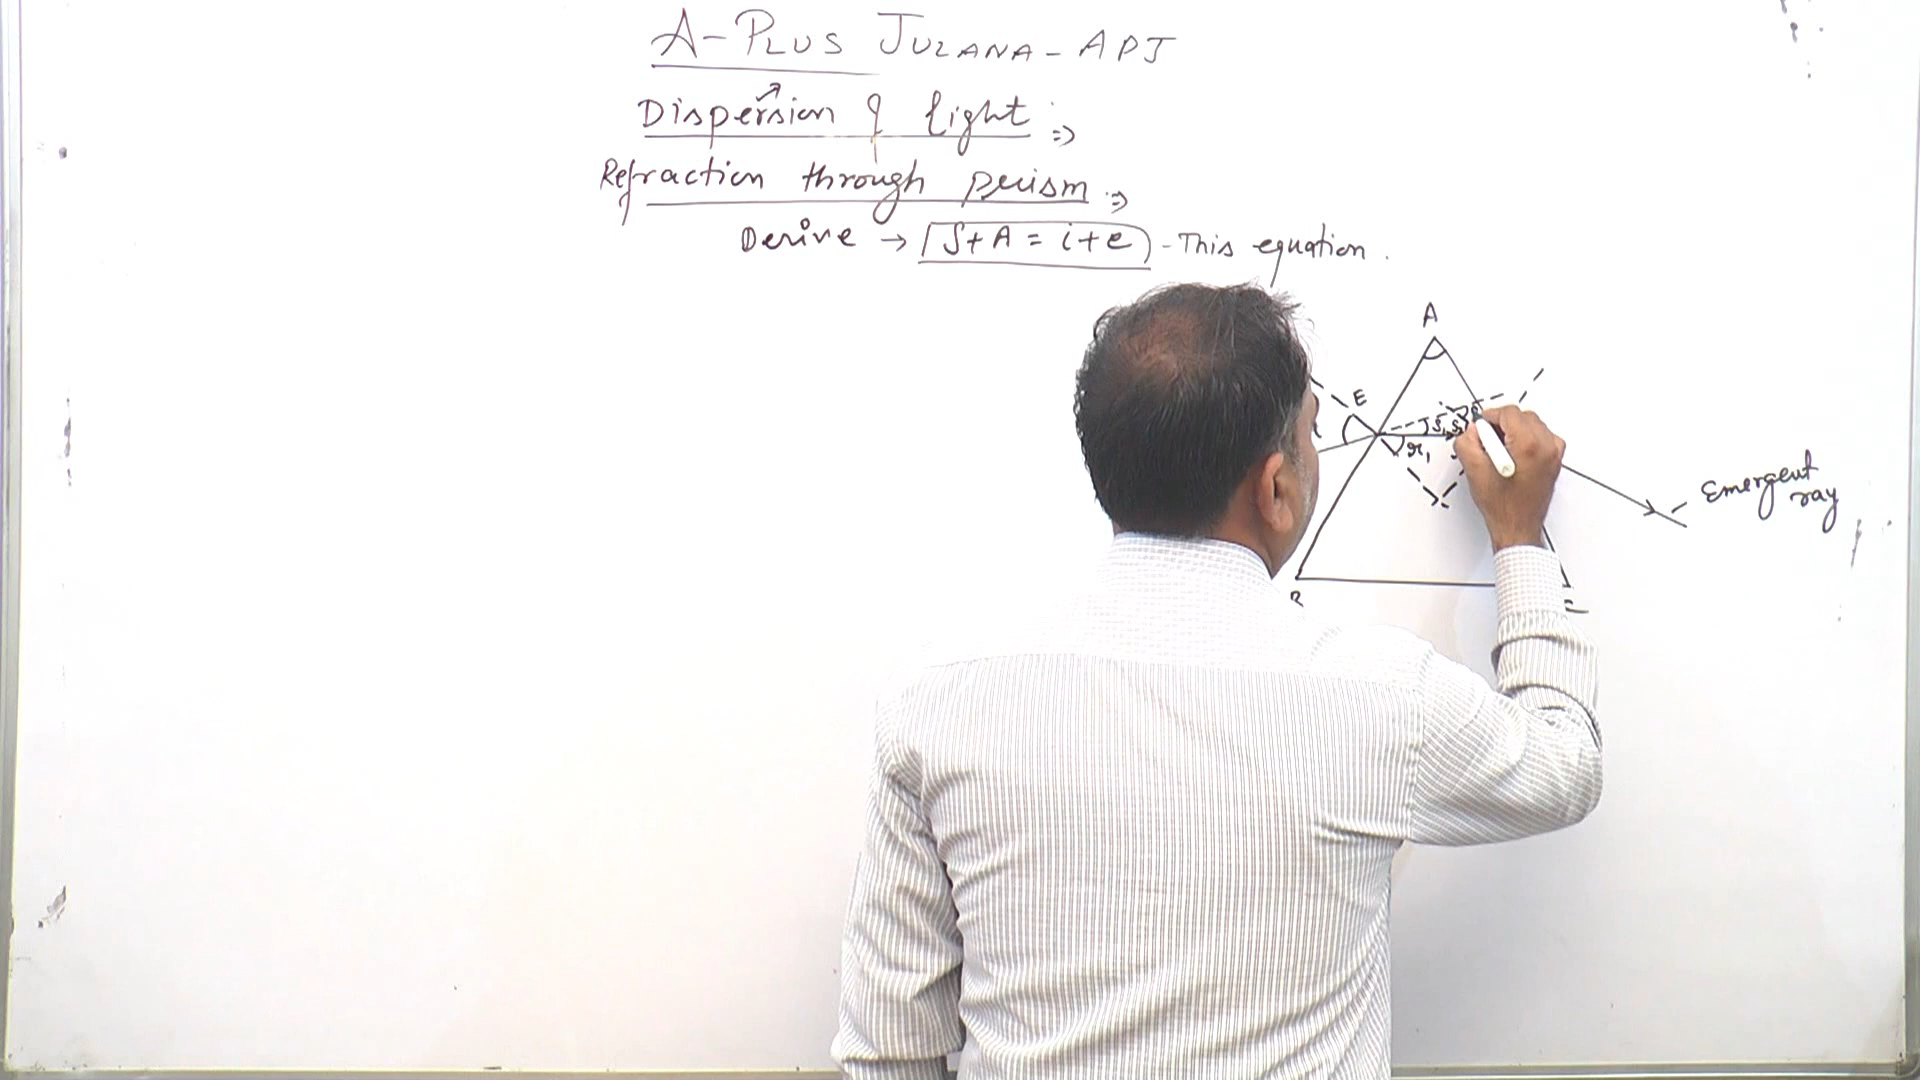 A-PLUS JULANA-APJ
Dispersion of light :⇒
Refraction through prism :⇒
Derive → δ+A = i+e - This equation.
A
E
r₁
Emergent
ray